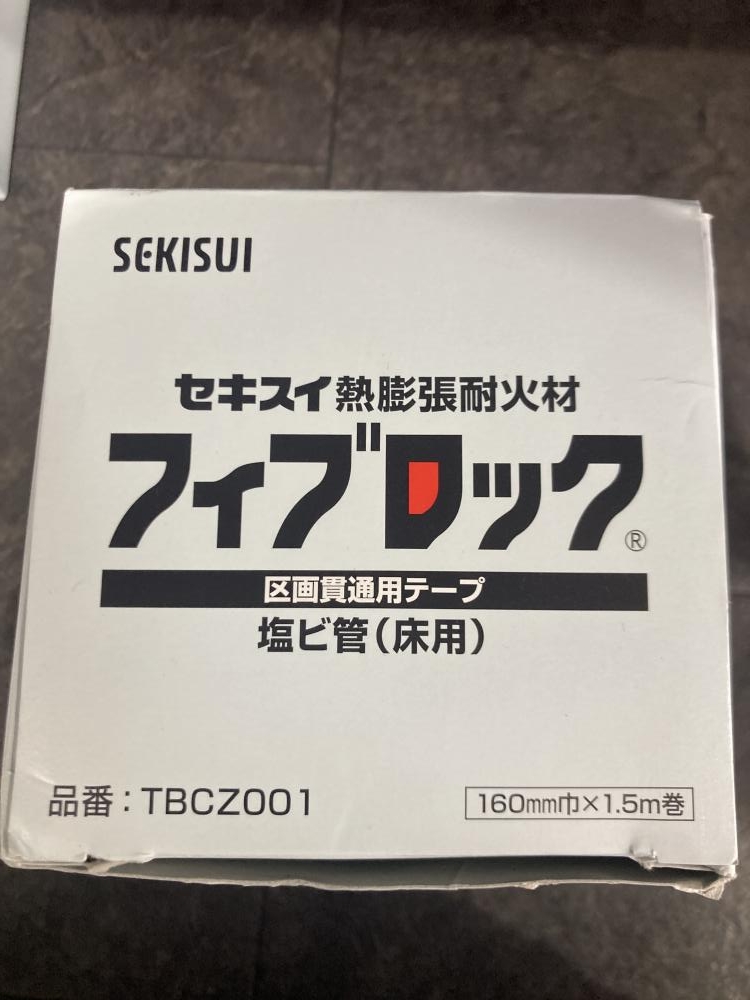 SEKISUI
セキスイ熱膨張耐火材
フィブロック®
区画貫通用テープ
塩ビ管(床用)
品番:TBCZ001
160mm巾×1.5m巻